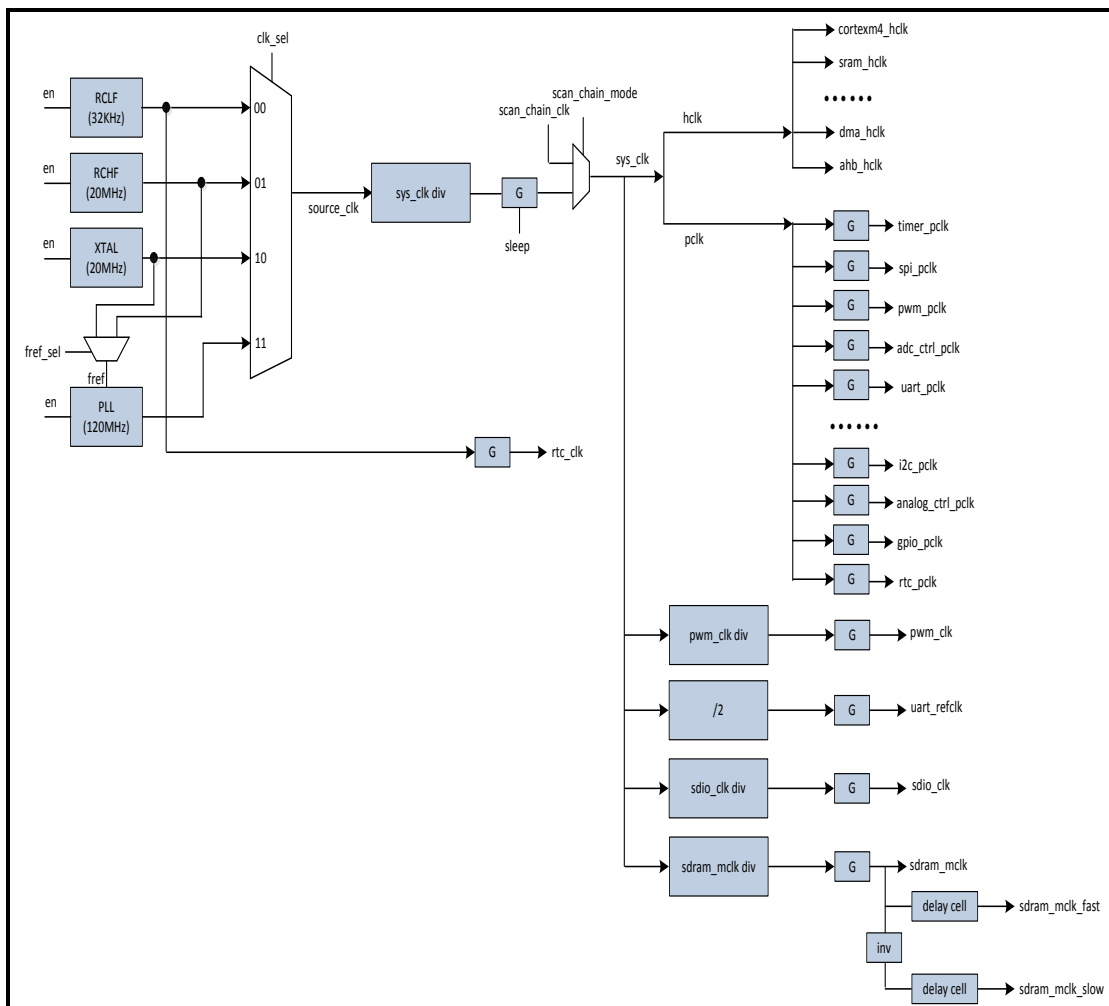 clk_sel
en
RCLF
(32KHz)
00
en
RCHF
(20MHz)
01
en
XTAL
(20MHz)
10
fref_sel
fref
en
PLL
(120MHz)
11
source_clk
sys_clk div
G
sleep
scan_chain_mode
scan_chain_clk
sys_clk
hclk
cortexm4_hclk
sram_hclk
......
dma_hclk
ahb_hclk
pclk
G
timer_pclk
G
spi_pclk
G
pwm_pclk
G
adc_ctrl_pclk
G
uart_pclk
......
G
i2c_pclk
G
analog_ctrl_pclk
G
gpio_pclk
G
rtc_pclk
G
rtc_clk
pwm_clk div
G
pwm_clk
/2
G
uart_refclk
sdio_clk div
G
sdio_clk
sdram_mclk div
G
sdram_mclk
delay cell
sdram_mclk_fast
inv
delay cell
sdram_mclk_slow